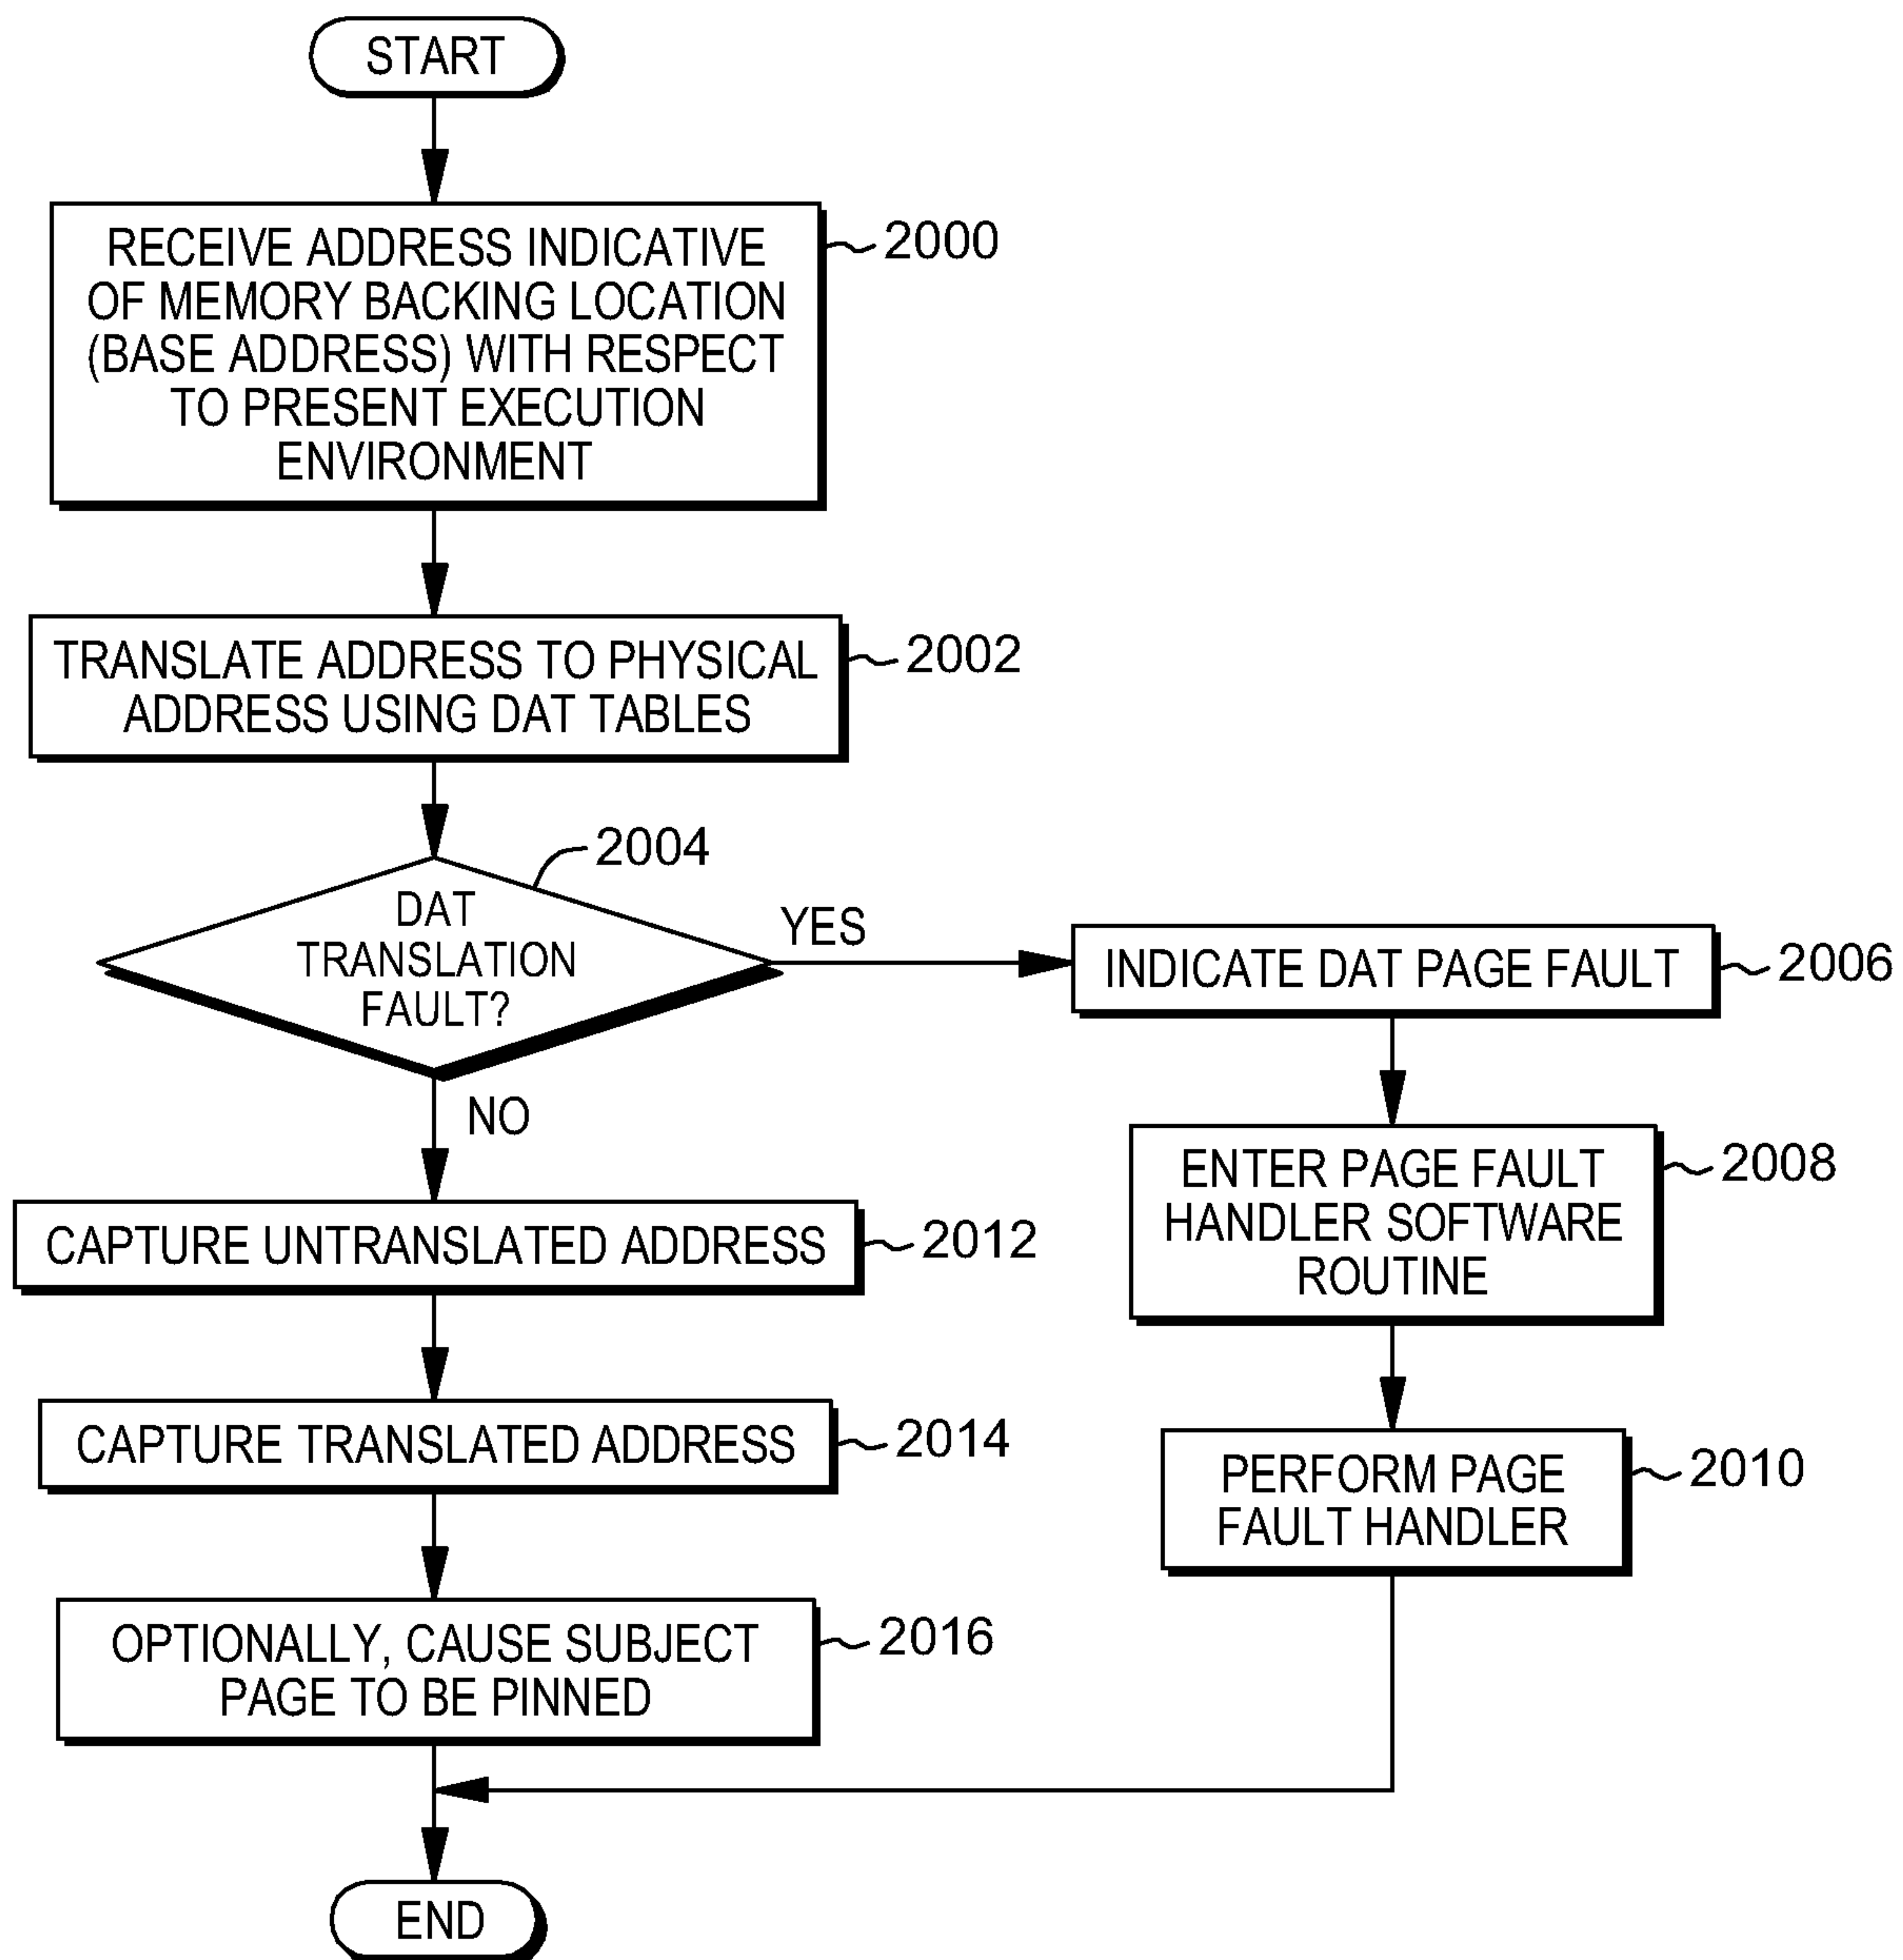 START
RECEIVE ADDRESS INDICATIVE
OF MEMORY BACKING LOCATION
(BASE ADDRESS) WITH RESPECT
TO PRESENT EXECUTION
ENVIRONMENT
2000
TRANSLATE ADDRESS TO PHYSICAL
ADDRESS USING DAT TABLES
2002
DAT
TRANSLATION
FAULT?
2004
YES
INDICATE DAT PAGE FAULT
2006
ENTER PAGE FAULT
HANDLER SOFTWARE
ROUTINE
2008
PERFORM PAGE
FAULT HANDLER
2010
NO
CAPTURE UNTRANSLATED ADDRESS
2012
CAPTURE TRANSLATED ADDRESS
2014
OPTIONALLY, CAUSE SUBJECT
PAGE TO BE PINNED
2016
END